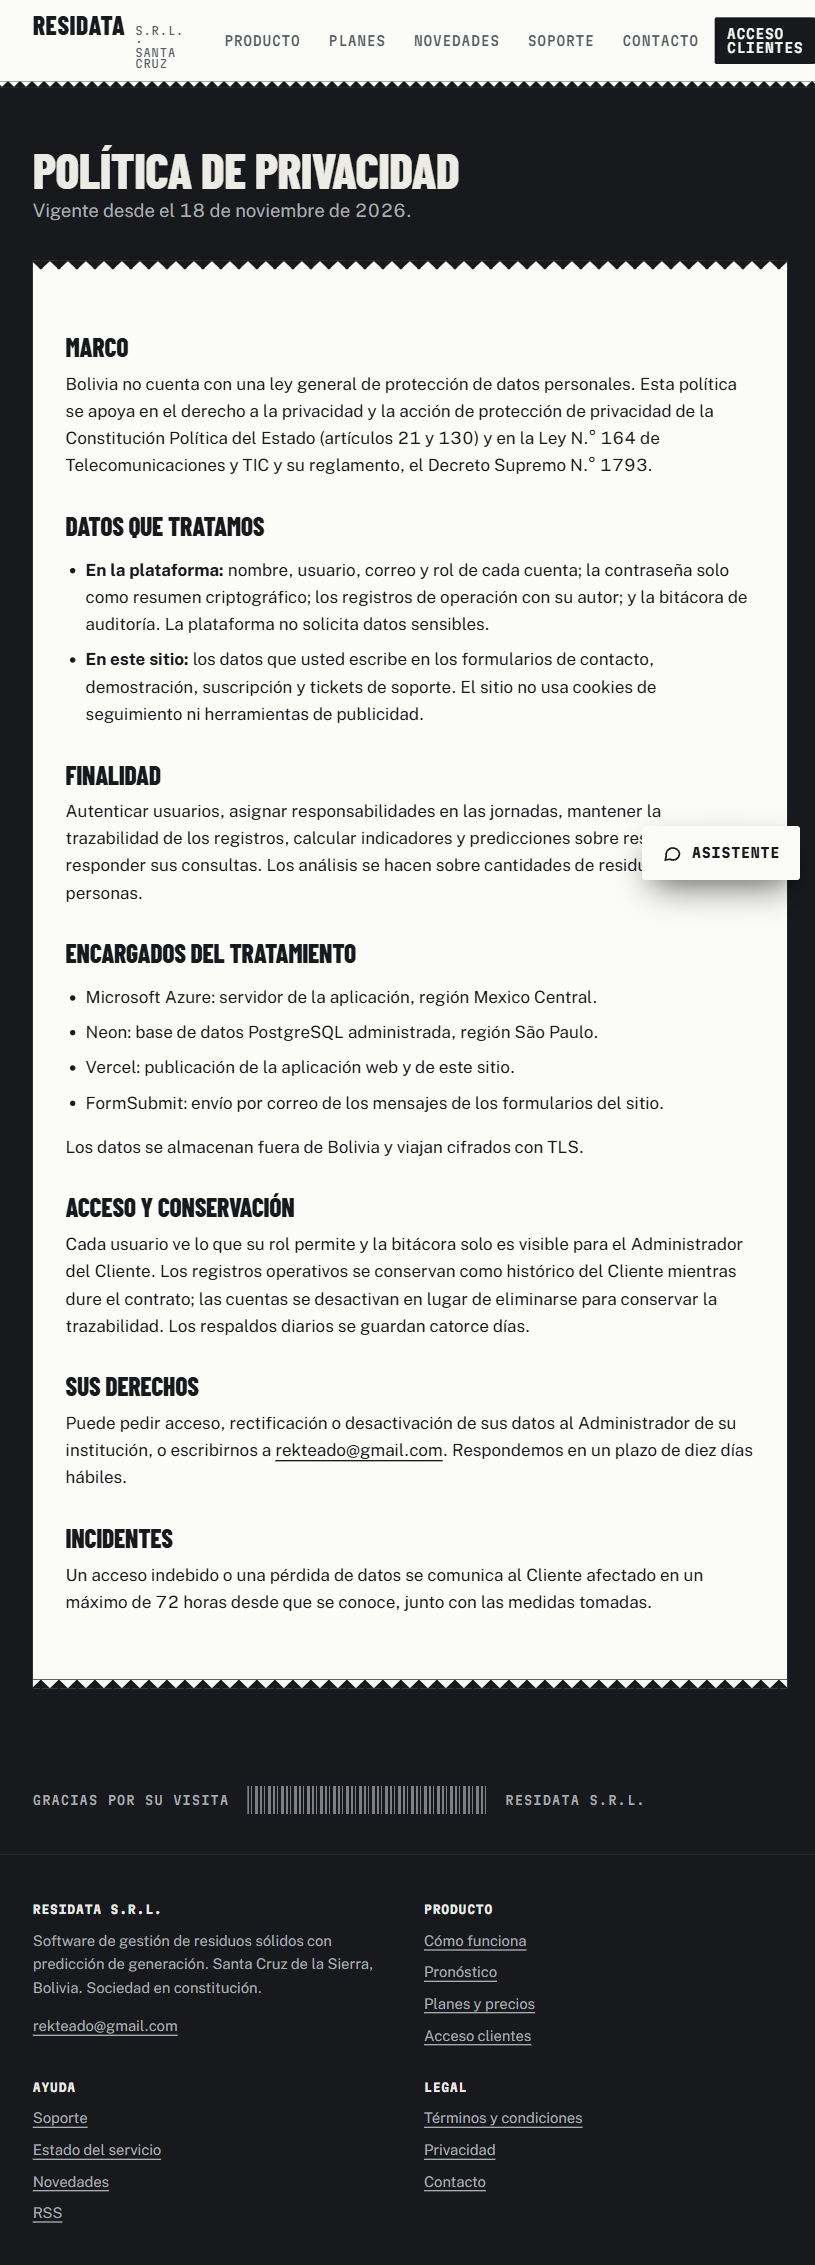 RESIDATA
S.R.L.
·
SANTA
CRUZ
PRODUCTO
PLANES
NOVEDADES
SOPORTE
CONTACTO
ACCESO
CLIENTES
POLÍTICA DE PRIVACIDAD
Vigente desde el 18 de noviembre de 2026.
MARCO
Bolivia no cuenta con una ley general de protección de datos personales. Esta política
se apoya en el derecho a la privacidad y la acción de protección de privacidad de la
Constitución Política del Estado (artículos 21 y 130) y en la Ley N.° 164 de
Telecomunicaciones y TIC y su reglamento, el Decreto Supremo N.° 1793.
DATOS QUE TRATAMOS
• En la plataforma: nombre, usuario, correo y rol de cada cuenta; la contraseña solo
como resumen criptográfico; los registros de operación con su autor; y la bitácora de
auditoría. La plataforma no solicita datos sensibles.
• En este sitio: los datos que usted escribe en los formularios de contacto,
demostración, suscripción y tickets de soporte. El sitio no usa cookies de
seguimiento ni herramientas de publicidad.
FINALIDAD
Autenticar usuarios, asignar responsabilidades en las jornadas, mantener la
trazabilidad de los registros, calcular indicadores y predicciones sobre
responder sus consultas. Los análisis se hacen sobre cantidades de
personas.
ASISTENTE
ENCARGADOS DEL TRATAMIENTO
• Microsoft Azure: servidor de la aplicación, región Mexico Central.
• Neon: base de datos PostgreSQL administrada, región São Paulo.
• Vercel: publicación de la aplicación web y de este sitio.
• FormSubmit: envío por correo de los mensajes de los formularios del sitio.
Los datos se almacenan fuera de Bolivia y viajan cifrados con TLS.
ACCESO Y CONSERVACIÓN
Cada usuario ve lo que su rol permite y la bitácora solo es visible para el Administrador
del Cliente. Los registros operativos se conservan como histórico del Cliente mientras
dure el contrato; las cuentas se desactivan en lugar de eliminarse para conservar la
trazabilidad. Los respaldos diarios se guardan catorce días.
SUS DERECHOS
Puede pedir acceso, rectificación o desactivación de sus datos al Administrador de su
institución, o escribirnos a rekteado@gmail.com. Respondemos en un plazo de diez días
hábiles.
INCIDENTES
Un acceso indebido o una pérdida de datos se comunica al Cliente afectado en un
máximo de 72 horas desde que se conoce, junto con las medidas tomadas.
GRACIAS POR SU VISITA
RESIDATA S.R.L.
RESIDATA S.R.L.
Software de gestión de residuos sólidos con
predicción de generación. Santa Cruz de la Sierra,
Bolivia. Sociedad en constitución.
rekteado@gmail.com
PRODUCTO
Cómo funciona
Pronóstico
Planes y precios
Acceso clientes
AYUDA
Soporte
Estado del servicio
Novedades
RSS
LEGAL
Términos y condiciones
Privacidad
Contacto